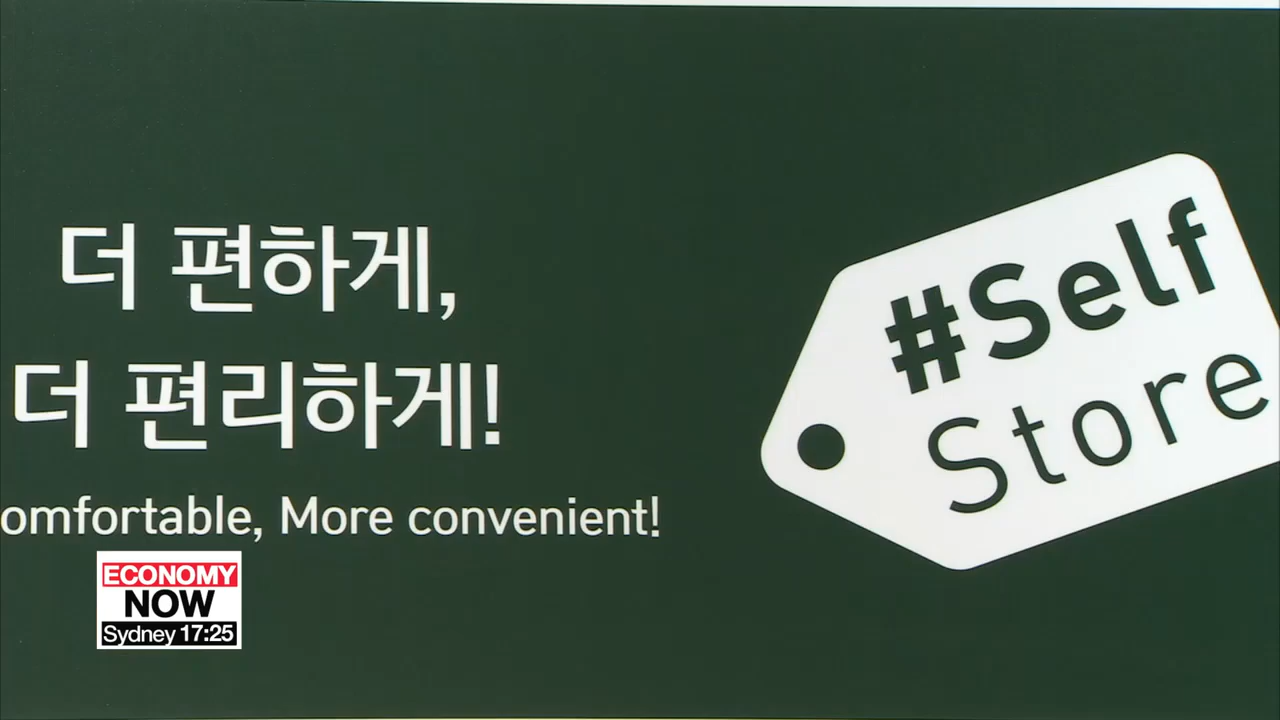 더 편하게,
더 편리하게!
omfortable, More convenient!
#Self
Store
ECONOMY
NOW
Sydney 17:25